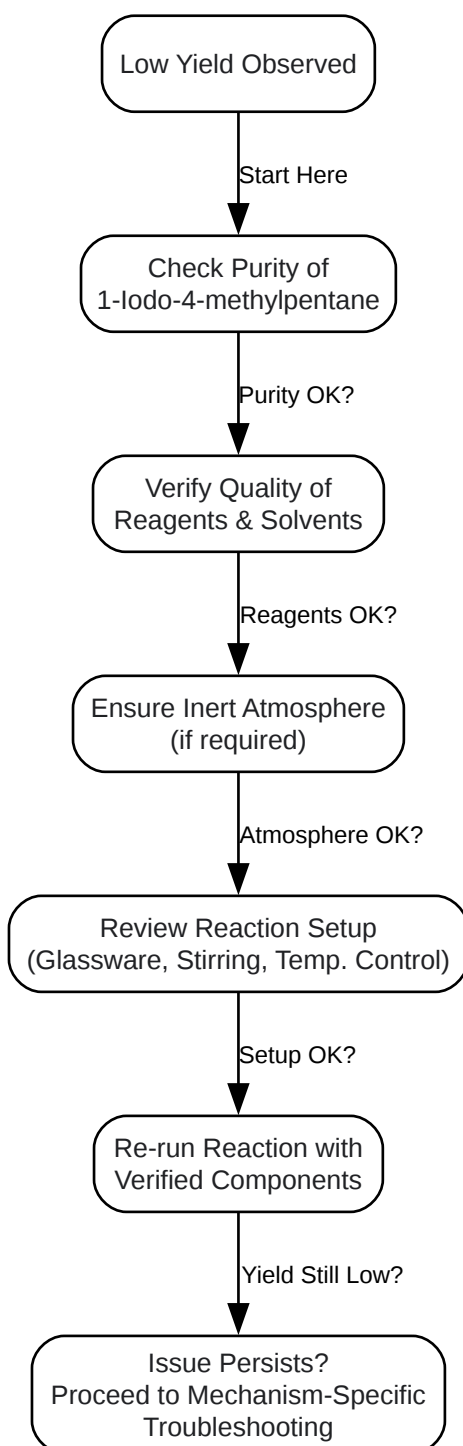 Low Yield Observed
Start Here
Check Purity of
1-Iodo-4-methylpentane
Purity OK?
Verify Quality of
Reagents & Solvents
Reagents OK?
Ensure Inert Atmosphere
(if required)
Atmosphere OK?
Review Reaction Setup
(Glassware, Stirring, Temp. Control)
Setup OK?
Re-run Reaction with
Verified Components
Yield Still Low?
Issue Persists?
Proceed to Mechanism-Specific
Troubleshooting